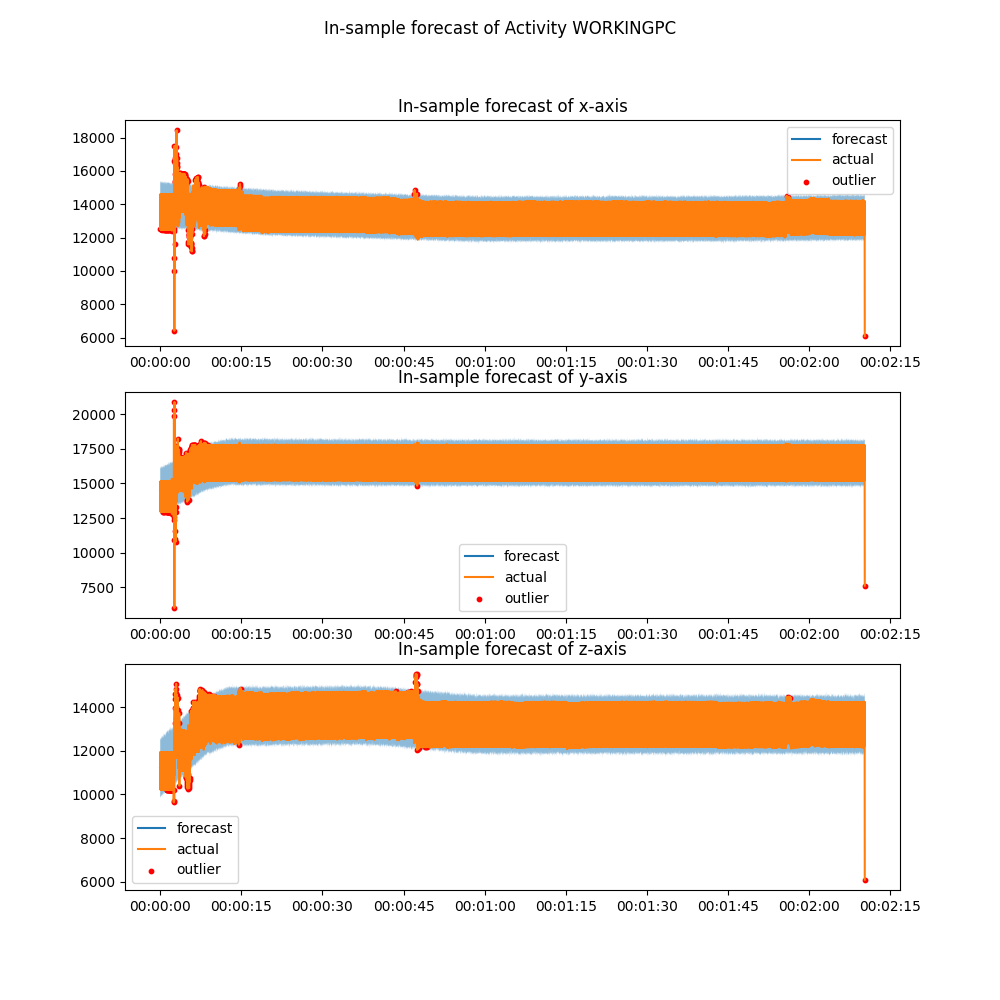 In-sample forecast of Activity WORKINGPC
In-sample forecast of x-axis
18000
16000
14000
12000
10000
8000
6000
forecast
actual
outlier
00:00:00 00:00:15 00:00:30 00:00:45 00:01:00 00:01:15 00:01:30 00:01:45 00:02:00 00:02:15
In-sample forecast of y-axis
20000
17500
15000
12500
10000
7500
forecast
actual
outlier
00:00:00 00:00:15 00:00:30 00:00:45 00:01:00 00:01:15 00:01:30 00:01:45 00:02:00 00:02:15
In-sample forecast of z-axis
14000
12000
10000
8000
6000
forecast
actual
outlier
00:00:00 00:00:15 00:00:30 00:00:45 00:01:00 00:01:15 00:01:30 00:01:45 00:02:00 00:02:15